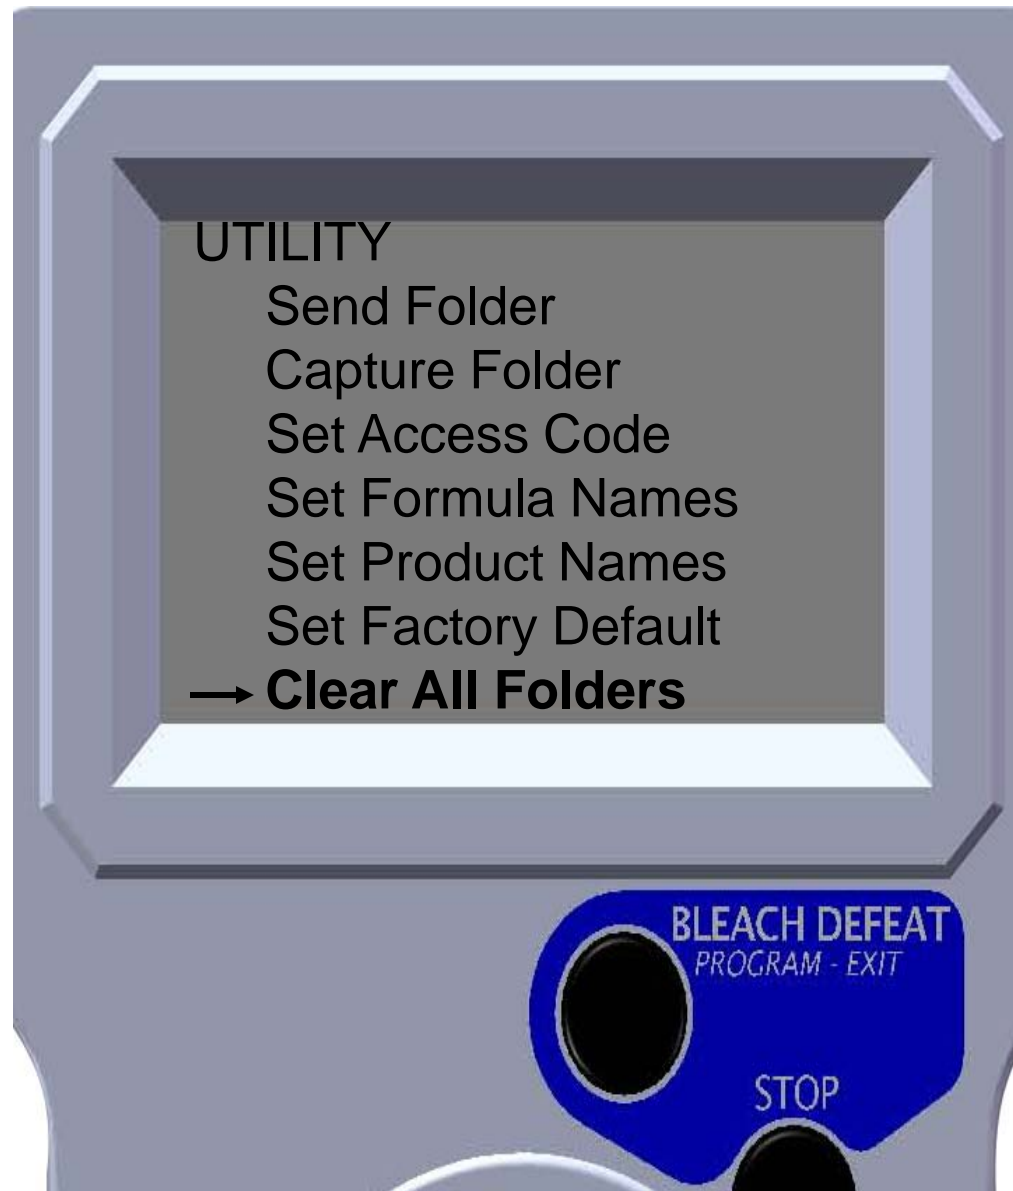 UTILITY
Send Folder
Capture Folder
Set Access Code
Set Formula Names
Set Product Names
Set Factory Default
Clear All Folders
BLEACH DEFEAT
PROGRAM - EXIT
STOP